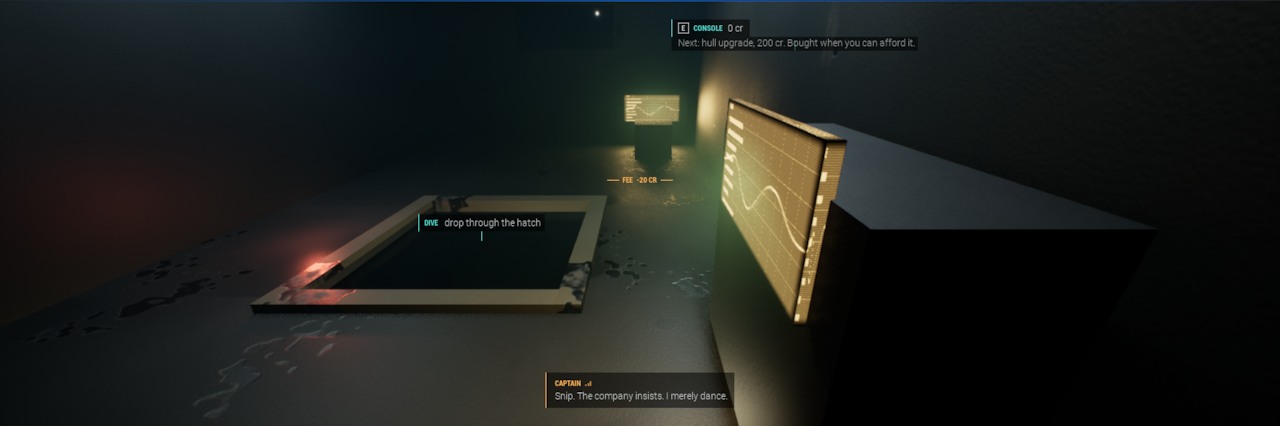 E CONSOLE 0 cr
Next: hull upgrade, 200 cr. Bought when you can afford it.
FEE -20 CR
DIVE drop through the hatch
CAPTAIN
Snip. The company insists. I merely dance.